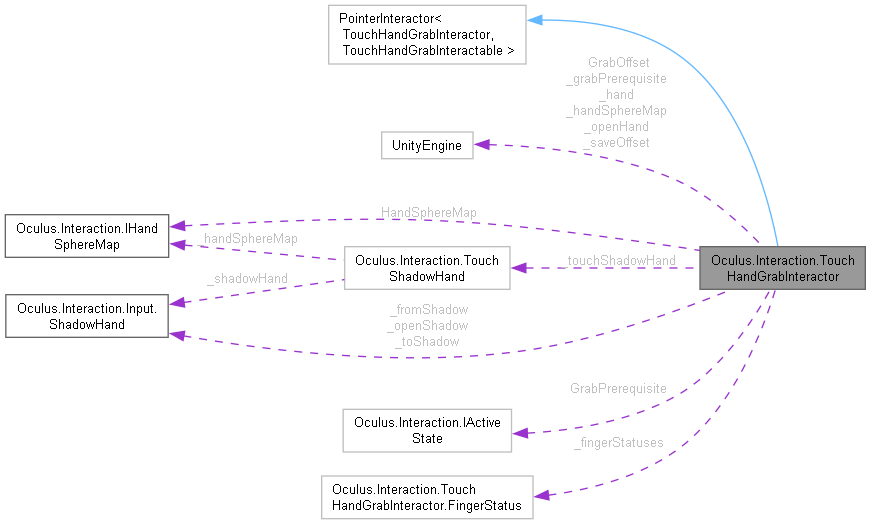 PointerInteractor<
TouchHandGrabInteractor,
TouchHandGrabInteractable >
GrabOffset
_grabPrerequisite
_hand
_handSphereMap
_openHand
_saveOffset
UnityEngine
HandSphereMap
Oculus.Interaction.IHand
SphereMap
_handSphereMap
Oculus.Interaction.Touch
ShadowHand
_touchShadowHand
Oculus.Interaction.Touch
HandGrabInteractor
_shadowHand
Oculus.Interaction.Input.
ShadowHand
_fromShadow
_openShadow
_toShadow
GrabPrerequisite
Oculus.Interaction.IActive
State
_fingerStatuses
Oculus.Interaction.Touch
HandGrabInteractor.FingerStatus